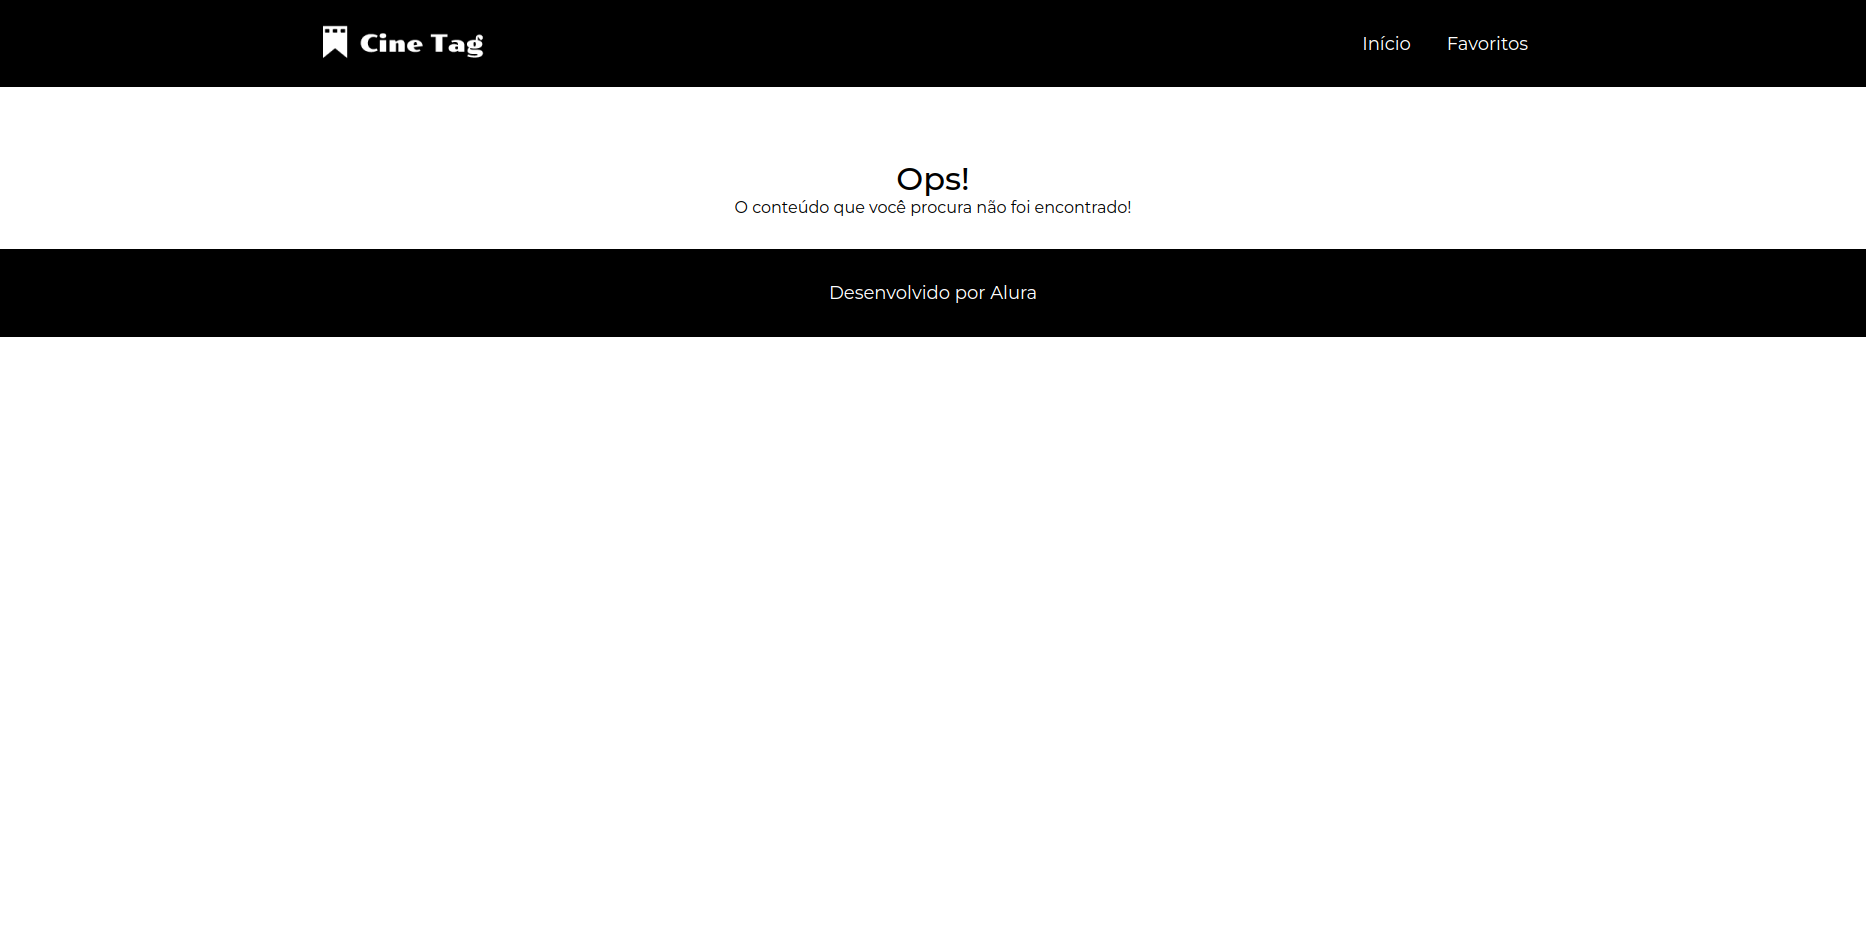 Cine Tag
Início Favoritos
Ops!
O conteúdo que você procura não foi encontrado!
Desenvolvido por Alura